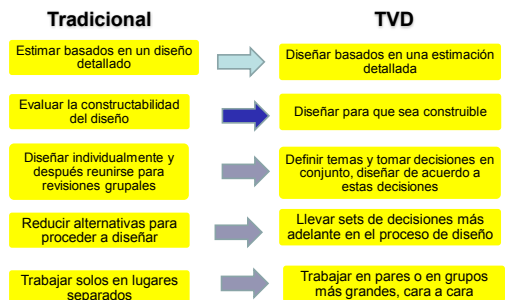 Tradicional
TVD
Estimar basados en un diseño
detallado
Diseñar basados en una estimación
detallada
Evaluar la constructabilidad
del diseño
Diseñar para que sea construible
Diseñar individualmente y
después reunirse para
revisiones grupales
Definir temas y tomar decisiones en
conjunto, diseñar de acuerdo a
estas decisiones
Reducir alternativas para
proceder a diseñar
Llevar sets de decisiones más
adelante en el proceso de diseño
Trabajar solos en lugares
separados
Trabajar en pares o en grupos
más grandes, cara a cara